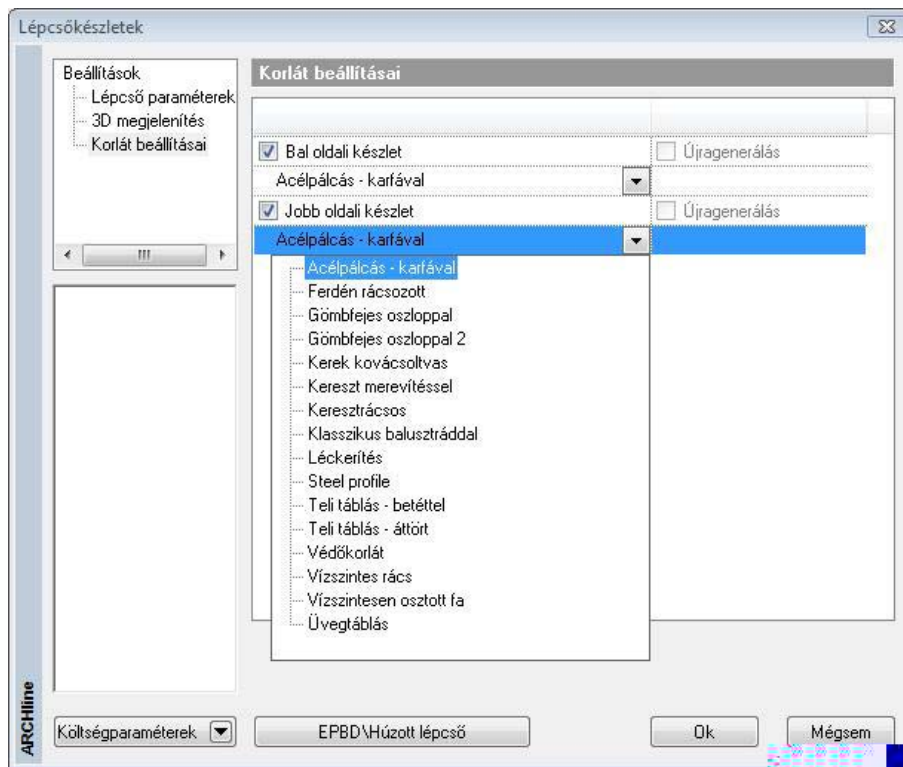 Lépcsőkészletek
Beállítások
Lépcső paraméterek
3D megjelenítés
Korlát beállításai
Korlát beállításai
Bal oldali készlet
Újragenerálás
Acélpálcás - karfával
Jobb oldali készlet
Újragenerálás
Acélpálcás - karfával
Acélpálcás - karfával
Ferdén rácsozott
Gömbfejes oszloppal
Gömbfejes oszloppal 2
Kerek kovácsoltvas
Kereszt merevítéssel
Keresztrácsos
Klasszikus balusztráddal
Léckerítés
Steel profile
Teli táblás - betéttel
Teli táblás - áttört
Védőkorlát
Vízszintes rács
Vízszintesen osztott fa
Üvegtáblás
ARCHline
Költségparaméterek
EPBD\Húzott lépcső
Ok
Mégsem